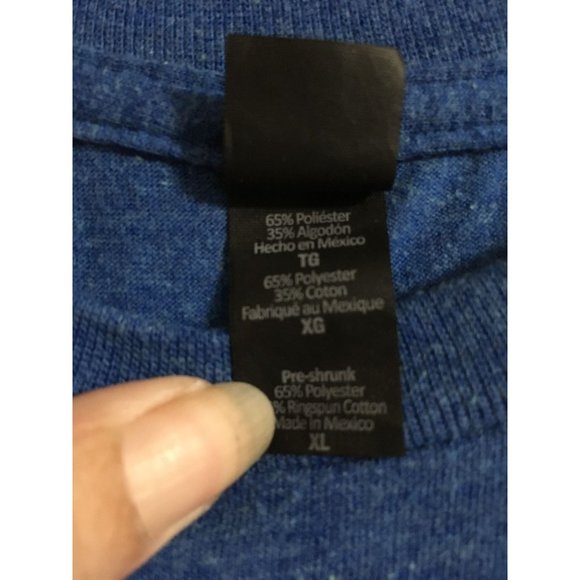 65% Poliéster
35% Algodón
Hecho en México
TG
65% Polyester
35% Coton
Fabriqué au Mexique
XG
Pre-shrunk
65% Polyester
% Ringspun Cotton
Made in Mexico
XL